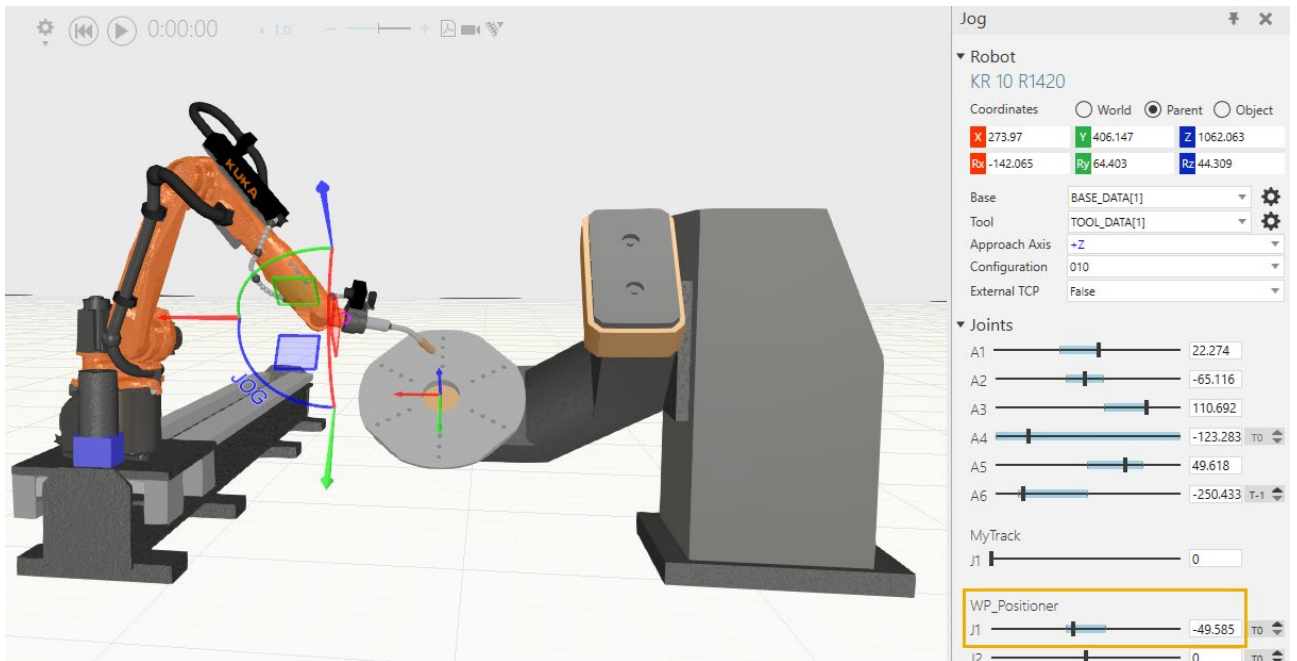 0:00:00 x 1.0
KUKA
JOG
Jog
Robot
KR 10 R1420
Coordinates World Parent Object
X 273.97 Y 406.147 Z 1062.063
Rx -142.065 Ry 64.403 Rz 44.309
Base BASE_DATA[1]
Tool TOOL_DATA[1]
Approach Axis +Z
Configuration 010
External TCP False
Joints
A1 22.274
A2 -65.116
A3 110.692
A4 -123.283 T0
A5 49.618
A6 -250.433 T-1
MyTrack
J1 0
WP_Positioner
J1 -49.585 T0
J2 0 T0